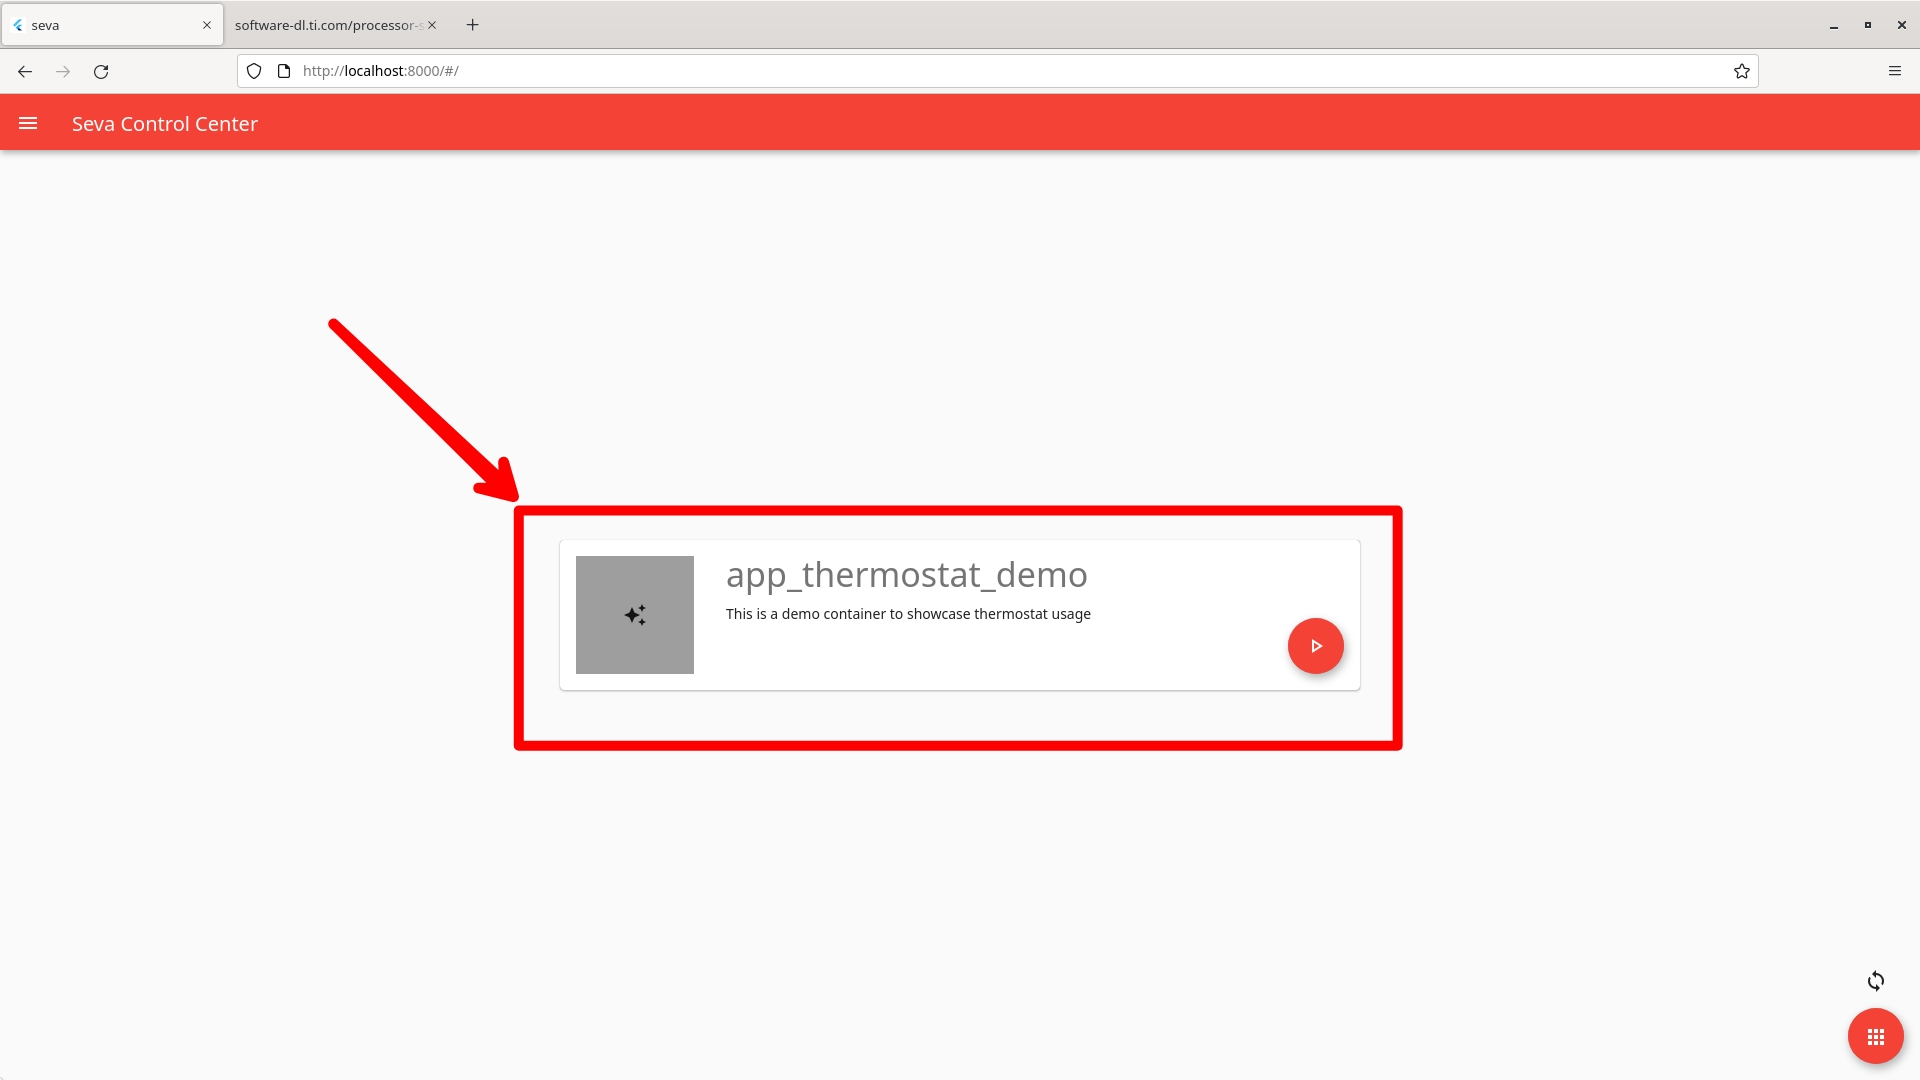 seva
software-dl.ti.com/processor-s
http://localhost:8000/#/
Seva Control Center
app_thermostat_demo
This is a demo container to showcase thermostat usage